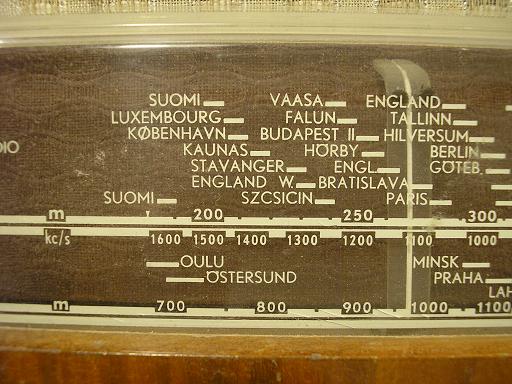 SUOMI VAASA ENGLAND
LUXEMBOURG FALUN TALLINN
KØBENHAVN BUDAPEST II HILVERSUM
DIO KAUNAS HÖRBY BERLIN
STAVANGER ENGL. GÖTEB.
ENGLAND W. BRATISLAVA
SUOMI SZCSICIN PARIS
m 200 250 300
kc/s 1600 1500 1400 1300 1200 1100 1000
OULU MINSK
ÖSTERSUND PRAHA
LAH
m 700 800 900 1000 1100